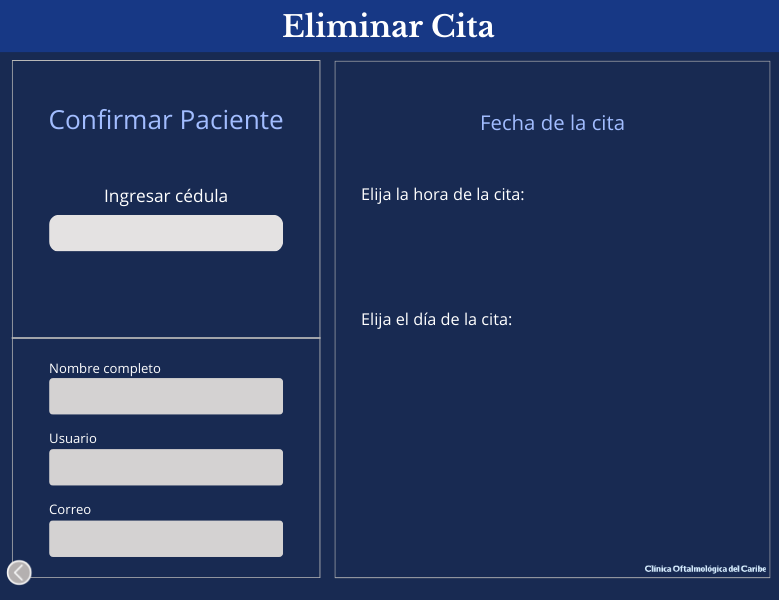 Eliminar Cita
Confirmar Paciente
Ingresar cédula
Nombre completo
Usuario
Correo
Fecha de la cita
Elija la hora de la cita:
Elija el día de la cita:
Clínica Oftalmológica del Caribe